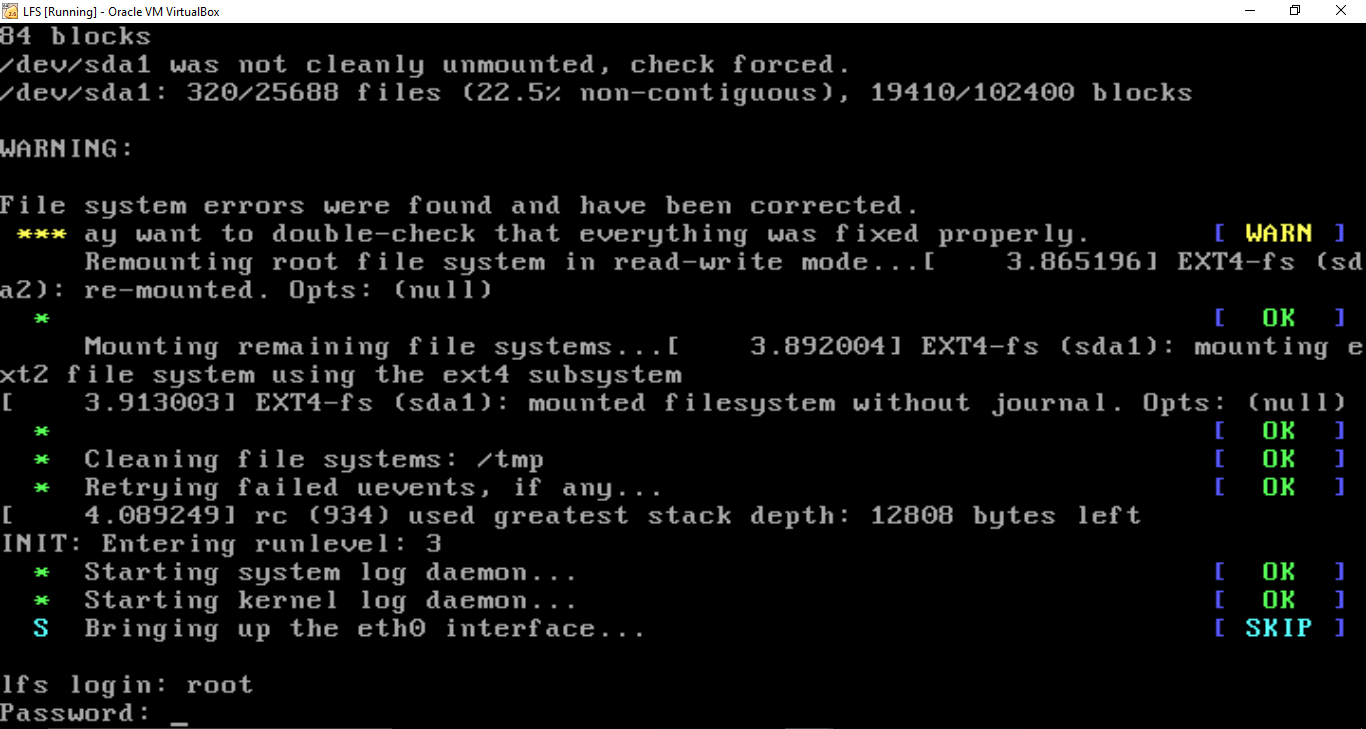 LFS [Running] - Oracle VM VirtualBox
84 blocks
/dev/sda1 was not cleanly unmounted, check forced.
/dev/sda1: 320/25688 files (22.5% non-contiguous), 19410/102400 blocks
WARNING:
File system errors were found and have been corrected.
*** ay want to double-check that everything was fixed properly. [ WARN ]
Remounting root file system in read-write mode...[    3.865196] EXT4-fs (sd
a2): re-mounted. Opts: (null)
* [ OK ]
Mounting remaining file systems...[    3.892004] EXT4-fs (sda1): mounting e
xt2 file system using the ext4 subsystem
[    3.913003] EXT4-fs (sda1): mounted filesystem without journal. Opts: (null)
* [ OK ]
* Cleaning file systems: /tmp [ OK ]
* Retrying failed uevents, if any... [ OK ]
[    4.089249] rc (934) used greatest stack depth: 12808 bytes left
INIT: Entering runlevel: 3
* Starting system log daemon... [ OK ]
* Starting kernel log daemon... [ OK ]
S Bringing up the eth0 interface... [ SKIP ]
lfs login: root
Password: _